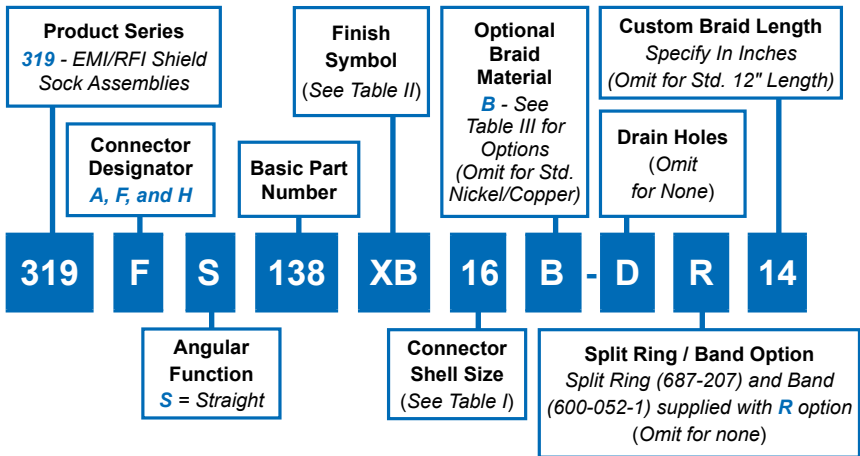 Product Series
319 - EMI/RFI Shield
Sock Assemblies
Connector
Designator
A, F, and H
Basic Part
Number
Finish
Symbol
(See Table II)
Optional
Braid
Material
B - See
Table III for
Options
(Omit for Std.
Nickel/Copper)
Custom Braid Length
Specify In Inches
(Omit for Std. 12" Length)
Drain Holes
(Omit
for None)
319 F S 138 XB 16 B - D R 14
Angular
Function
S = Straight
Connector
Shell Size
(See Table I)
Split Ring / Band Option
Split Ring (687-207) and Band
(600-052-1) supplied with R option
(Omit for none)